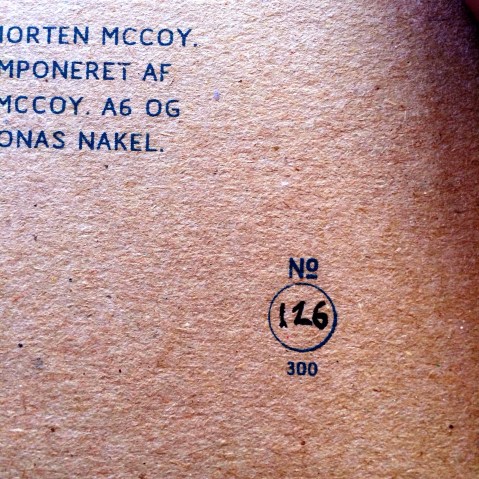 MORTEN MCCOY.
MPONERET AF
MCCOY. A6 OG
ONAS NAKEL.
Nº
126
300